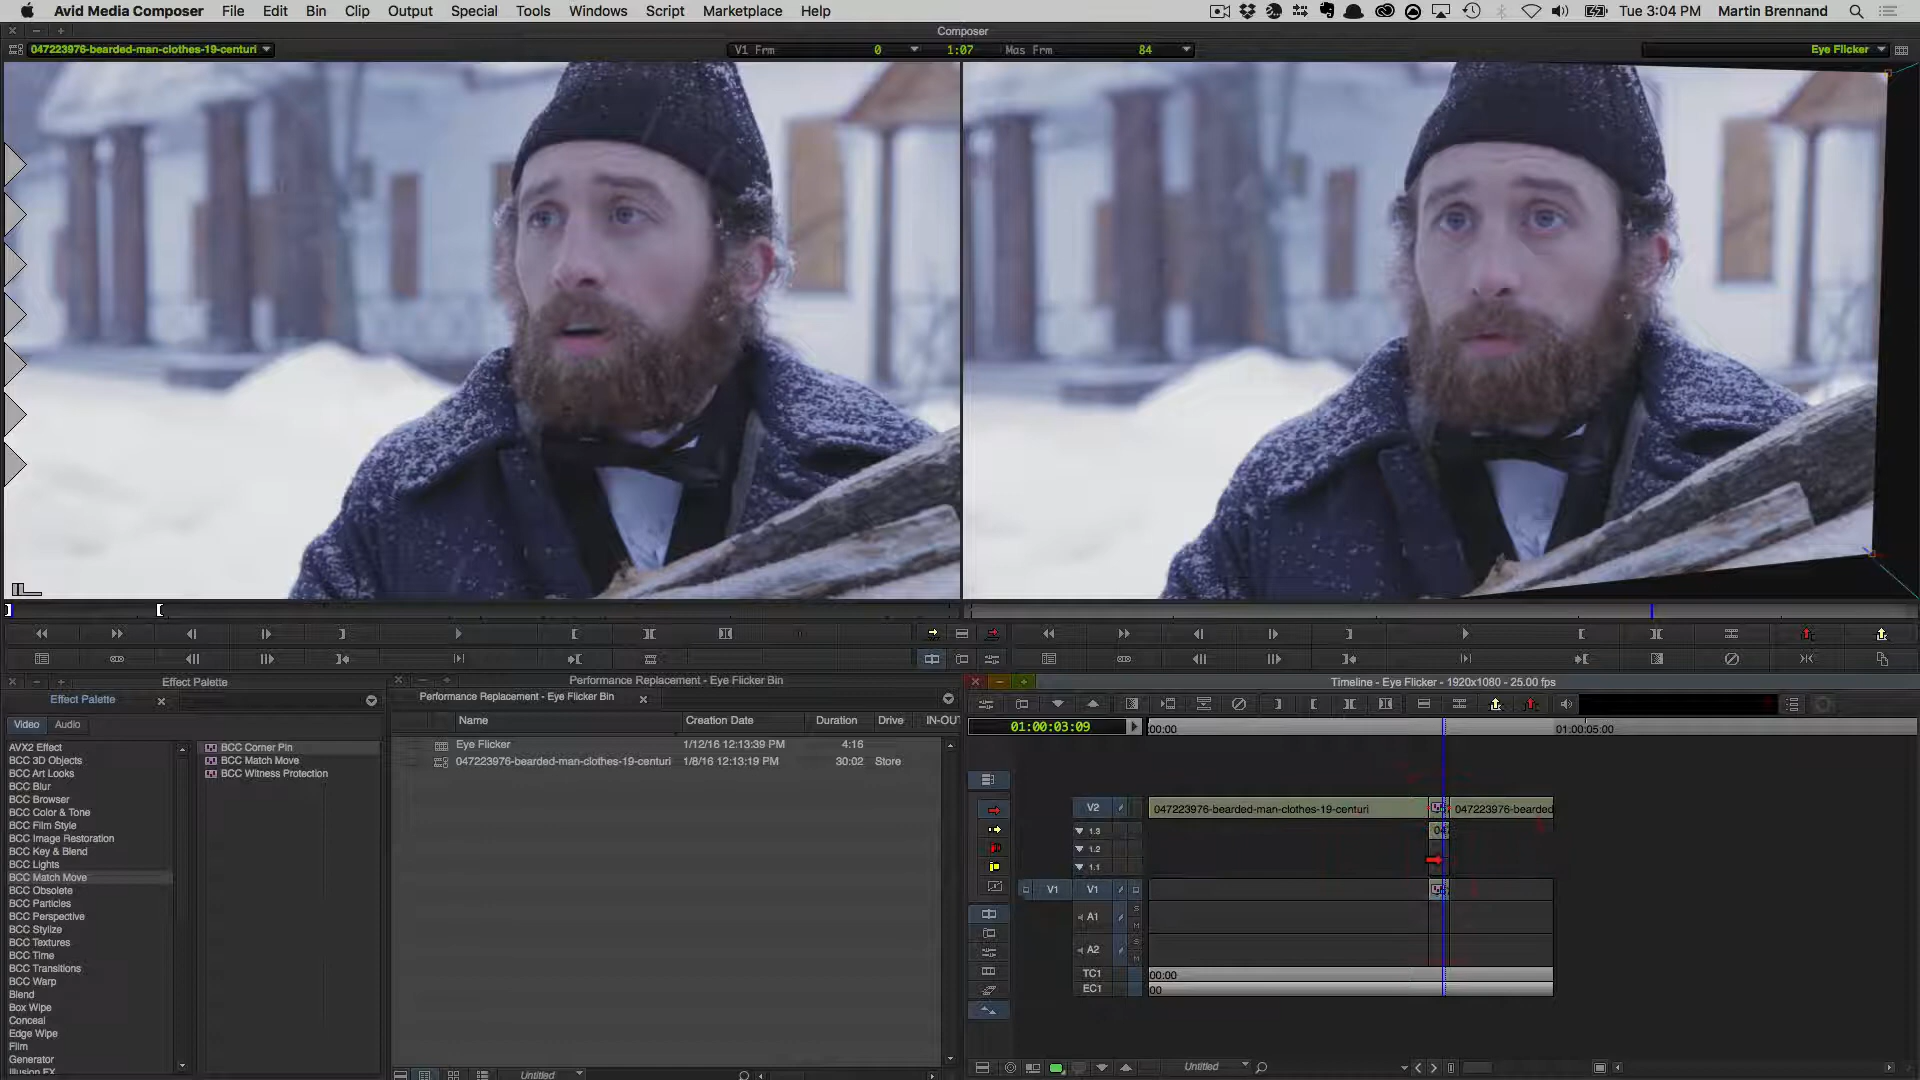 Avid Media Composer File Edit Bin Clip Output Special Tools Windows Script Marketplace Help Tue 3:04 PM Martin Brennand
Composer
047223976-bearded-man-clothes-19-centuri V1 Frm 0 1:07 Mas Frm 84 Eye Flicker
Effect Palette
Effect Palette
Video Audio
AVX2 Effect
BCC 3D Objects
BCC Art Looks
BCC Blur
BCC Browser
BCC Color & Tone
BCC Film Style
BCC Image Restoration
BCC Key & Blend
BCC Lights
BCC Match Move
BCC Obsolete
BCC Particles
BCC Perspective
BCC Stylize
BCC Textures
BCC Time
BCC Transitions
BCC Warp
Blend
Box Wipe
Conceal
Edge Wipe
Film
Generator
Illusion FX
BCC Corner Pin
BCC Match Move
BCC Witness Protection
Performance Replacement - Eye Flicker Bin
Performance Replacement - Eye Flicker Bin
Name Creation Date Duration Drive IN-OUT
Eye Flicker 1/12/16 12:13:39 PM 4:16
047223976-bearded-man-clothes-19-centuri 1/8/16 12:13:19 PM 30:02 Store
Untitled
Timeline - Eye Flicker - 1920x1080 - 25.00 fps
01:00:03:09 00:00 01:00:05:00
V2 047223976-bearded-man-clothes-19-centuri 047223976-bearded
1.3
1.2
1.1
V1 V1
A1 S M
A2 S M
TC1 00:00
EC1 00
Untitled